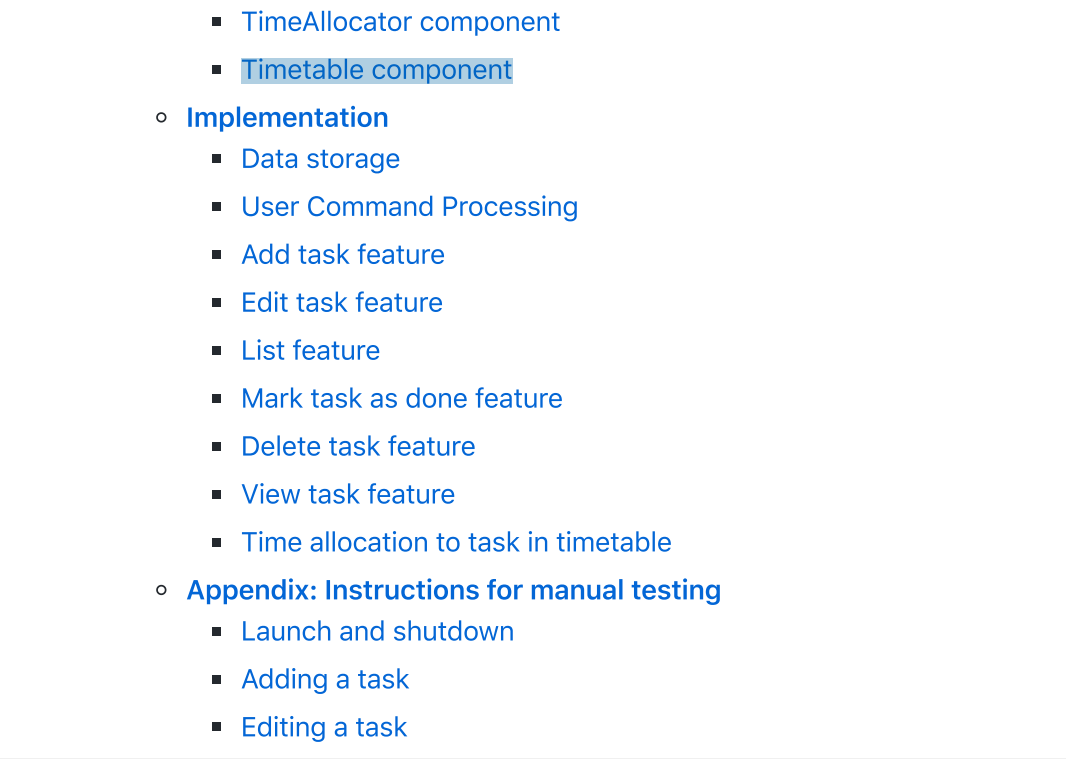 TimeAllocator component
Timetable component
Implementation
Data storage
User Command Processing
Add task feature
Edit task feature
List feature
Mark task as done feature
Delete task feature
View task feature
Time allocation to task in timetable
Appendix: Instructions for manual testing
Launch and shutdown
Adding a task
Editing a task